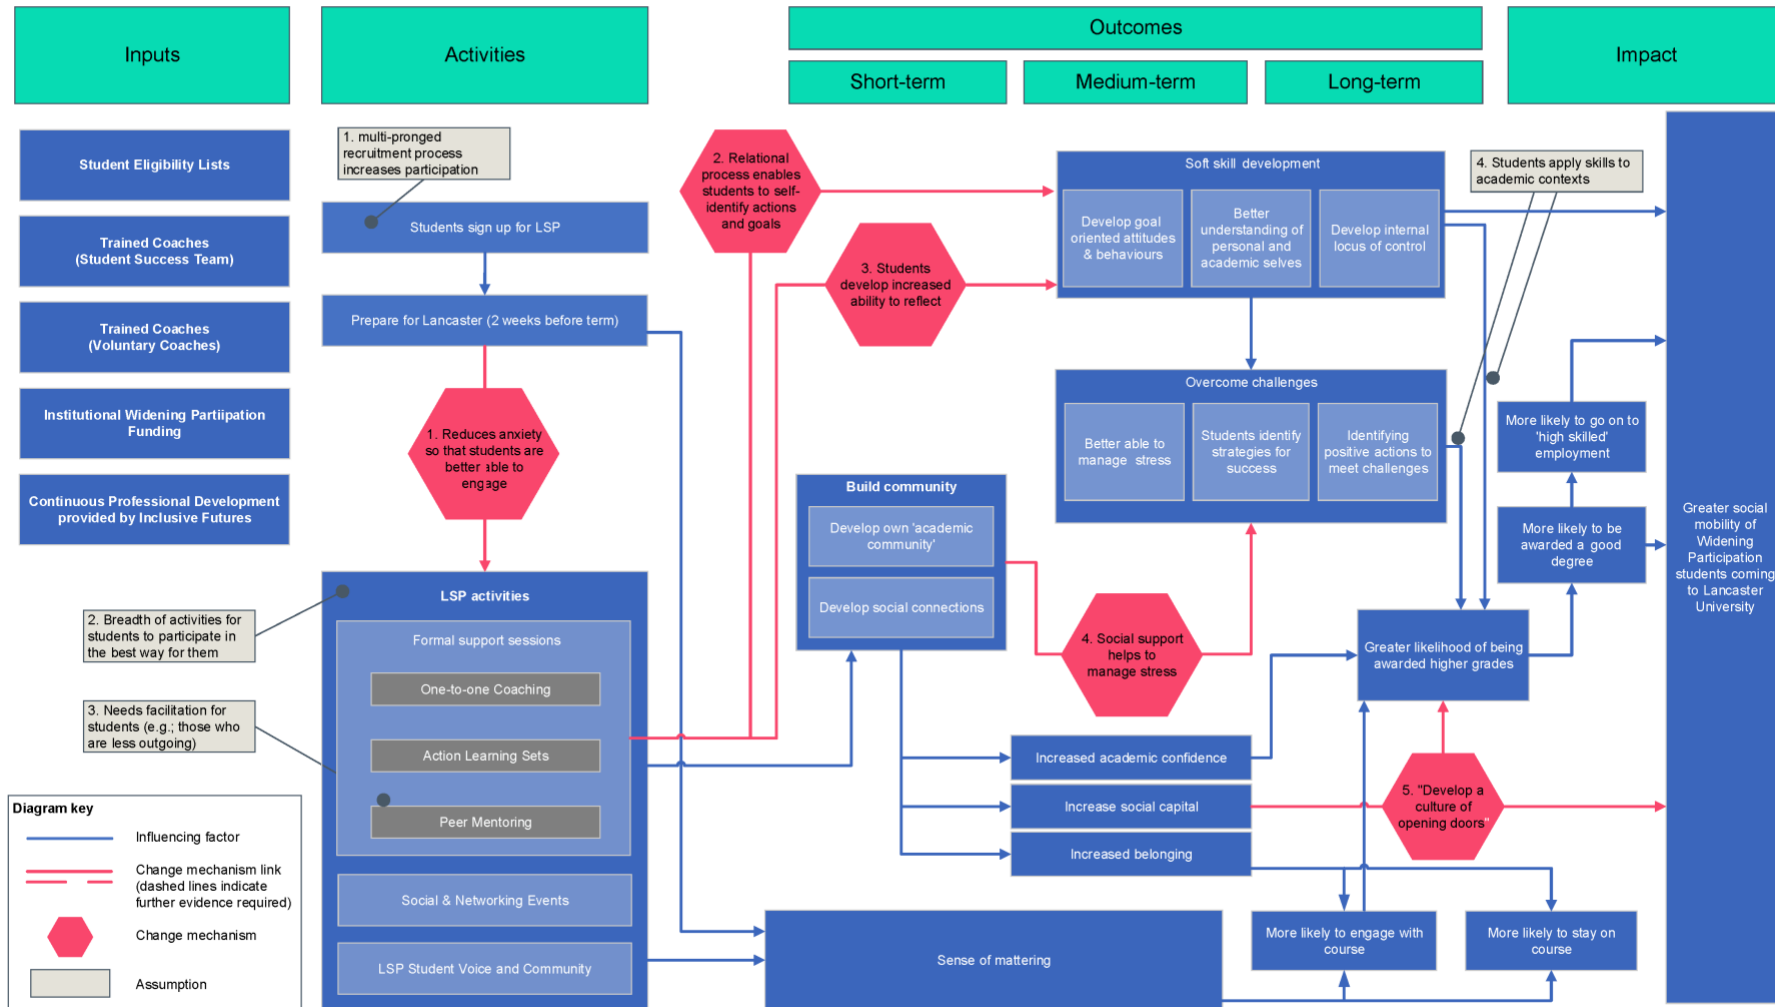 Inputs
Activities
Outcomes
Short-term
Medium-term
Long-term
Impact
Student Eligibility Lists
Trained Coaches
(Student Success Team)
Trained Coaches
(Voluntary Coaches)
Institutional Widening Partiipation
Funding
Continuous Professional Development
provided by Inclusive Futures
1. multi-pronged
recruitment process
increases participation
Students sign up for LSP
Prepare for Lancaster (2 weeks before term)
1. Reduces anxiety
so that students are
better able to
engage
2. Breadth of activities for
students to participate in
the best way for them
3. Needs facilitation for
students (e.g.; those who
are less outgoing)
LSP activities
Formal support sessions
One-to-one Coaching
Action Learning Sets
Peer Mentoring
Social & Networking Events
LSP Student Voice and Community
2. Relational
process enables
students to self-
identify actions
and goals
3. Students
develop increased
ability to reflect
Soft skill development
Develop goal
oriented attitudes
& behaviours
Better
understanding of
personal and
academic selves
Develop internal
locus of control
4. Students apply skills to
academic contexts
Overcome challenges
Better able to
manage stress
Students identify
strategies for
success
Identifying
positive actions to
meet challenges
Build community
Develop own 'academic
community'
Develop social connections
4. Social support
helps to
manage stress
Increased academic confidence
Increase social capital
Increased belonging
Sense of mattering
More likely to go on to
'high skilled'
employment
More likely to be
awarded a good
degree
Greater likelihood of being
awarded higher grades
5. "Develop a
culture of
opening doors"
More likely to engage with
course
More likely to stay on
course
Greater social
mobility of
Widening
Participation
students coming
to Lancaster
University
Diagram key
Influencing factor
Change mechanism link
(dashed lines indicate
further evidence required)
Change mechanism
Assumption